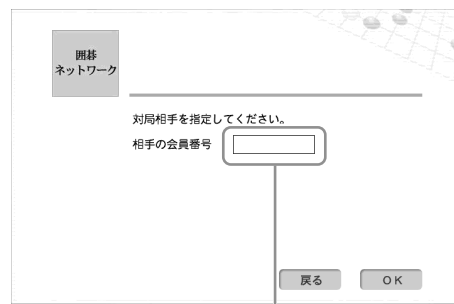 囲碁
ネットワーク
対局相手を指定してください。
相手の会員番号
戻る
OK